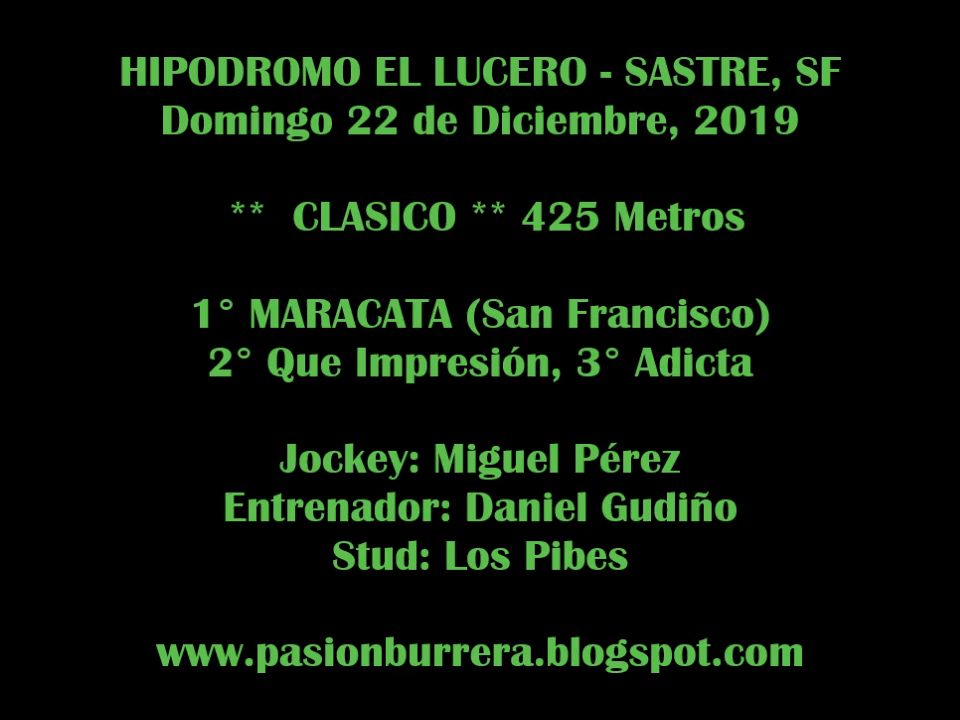 HIPODROMO EL LUCERO - SASTRE, SF
Domingo 22 de Diciembre, 2019
** CLASICO ** 425 Metros
1° MARACATA (San Francisco)
2° Que Impresión, 3° Adicta
Jockey: Miguel Pérez
Entrenador: Daniel Gudiño
Stud: Los Pibes
www.pasionburrera.blogspot.com